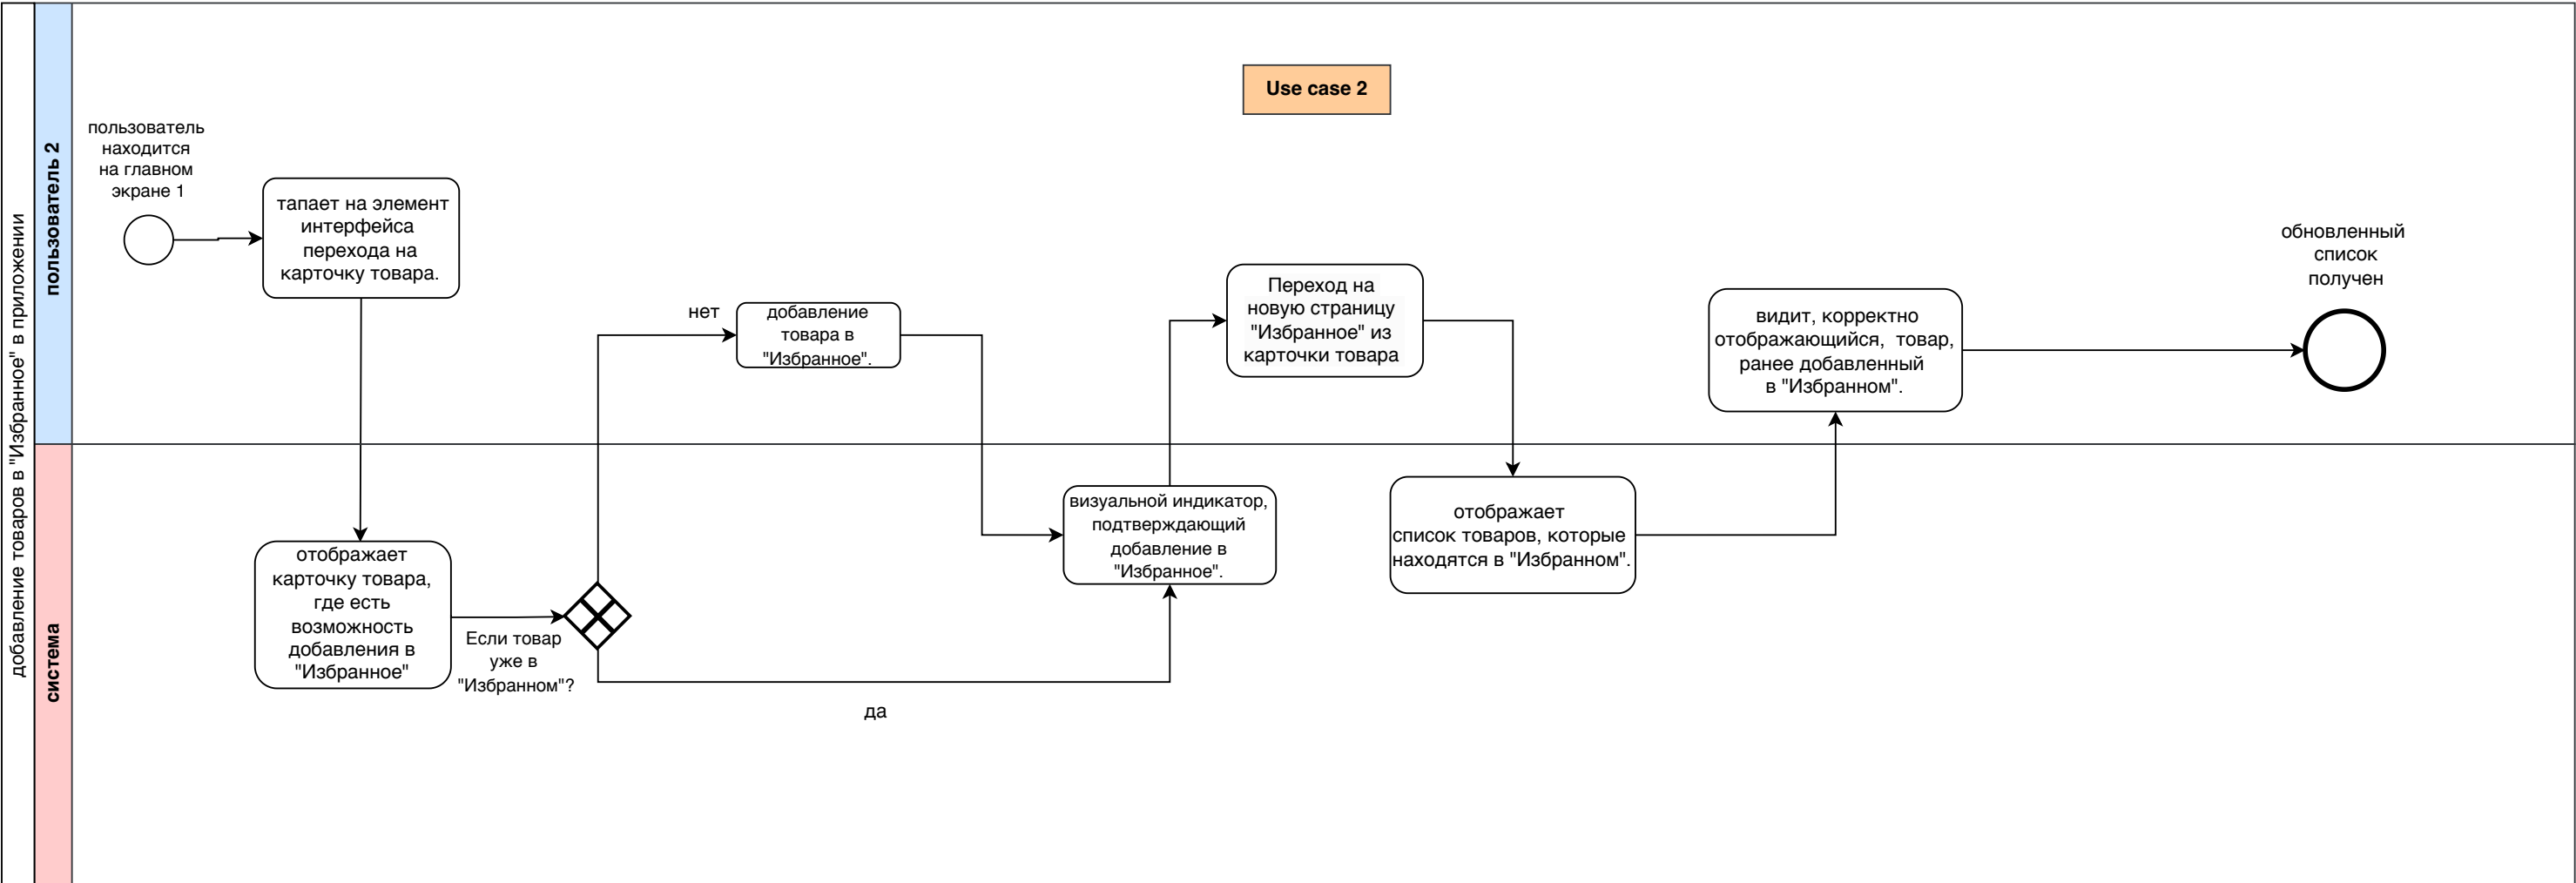 добавление товаров в "Избранное" в приложении
пользователь 2
система
Use case 2
пользователь
находится
на главном
экране 1
тапает на элемент
интерфейса
перехода на
карточку товара.
отображает
карточку товара,
где есть
возможность
добавления в
"Избранное"
Если товар
уже в
"Избранном"?
нет
добавление
товара в
"Избранное".
да
визуальной индикатор,
подтверждающий
добавление в
"Избранное".
Переход на
новую страницу
"Избранное" из
карточки товара
отображает
список товаров, которые
находятся в "Избранном".
видит, корректно
отображающийся, товар,
ранее добавленный
в "Избранном".
обновленный
список
получен